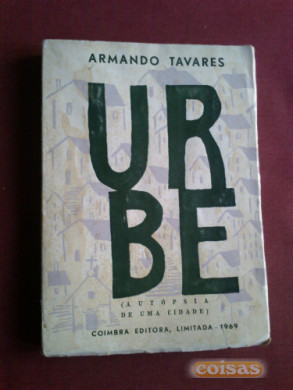 ARMANDO TAVARES
UR
BE
(AUTÓPSIA
DE UMA CIDADE)
COIMBRA EDITORA, LIMITADA - 1969
coisas